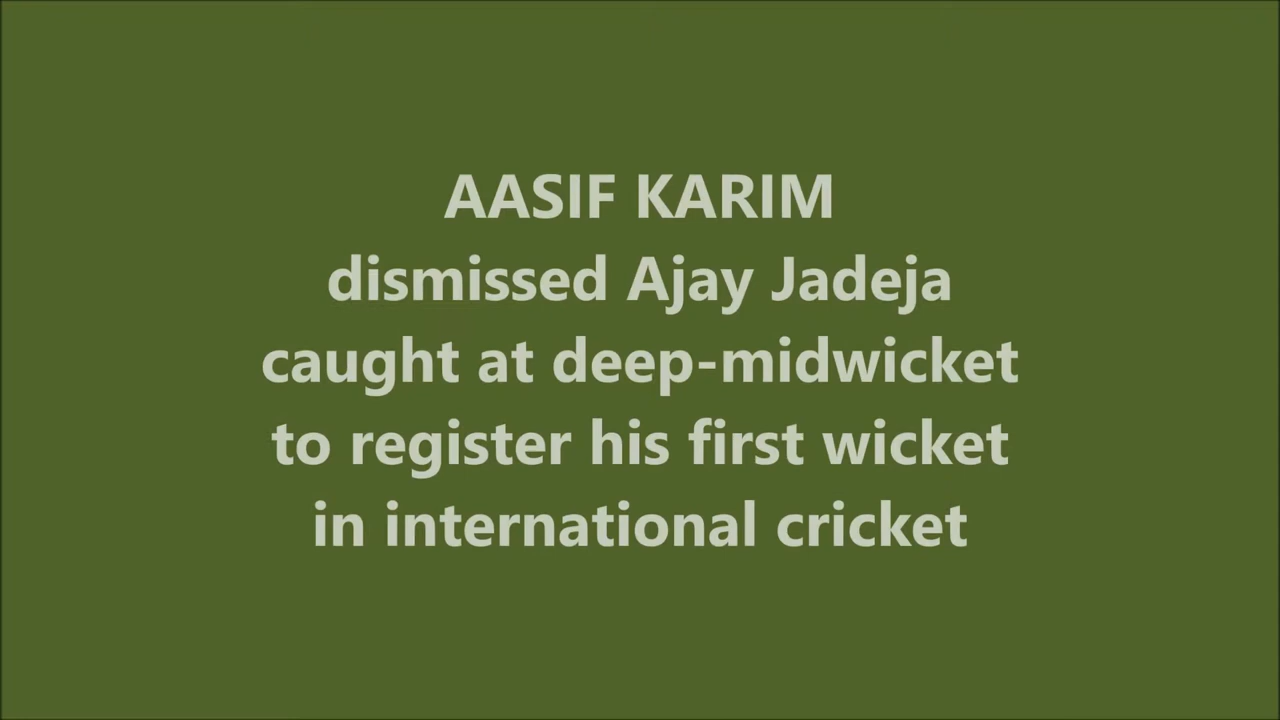 AASIF KARIM
dismissed Ajay Jadeja
caught at deep-midwicket
to register his first wicket
in international cricket